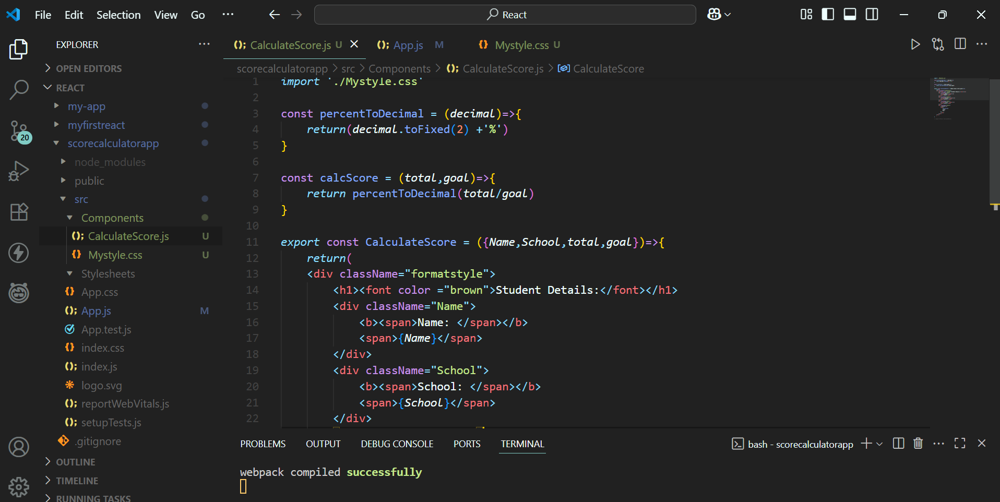 File Edit Selection View Go ··· React
EXPLORER ···
OPEN EDITORS
REACT
my-app
myfirstreact
scorecalculatorapp
node_modules
public
src
Components
CalculateScore.js U
Mystyle.css U
Stylesheets
App.css
App.js M
App.test.js
index.css
index.js
logo.svg
reportWebVitals.js
setupTests.js
.gitignore
OUTLINE
TIMELINE
RUNNING TASKS
20
CalculateScore.js U App.js M Mystyle.css U
scorecalculatorapp > src > Components > CalculateScore.js > CalculateScore
1 import './Mystyle.css'
2
3 const percentToDecimal = (decimal)=>{
4 return(decimal.toFixed(2) +'%')
5 }
6
7 const calcScore = (total,goal)=>{
8 return percentToDecimal(total/goal)
9 }
10
11 export const CalculateScore = ({Name,School,total,goal})=>{
12 return(
13 <div className="formatstyle">
14 <h1><font color ="brown">Student Details:</font></h1>
15 <div className="Name">
16 <b><span>Name: </span></b>
17 <span>{Name}</span>
18 </div>
19 <div className="School">
20 <b><span>School: </span></b>
21 <span>{School}</span>
22 </div>
PROBLEMS OUTPUT DEBUG CONSOLE PORTS TERMINAL bash - scorecalculatorapp
webpack compiled successfully